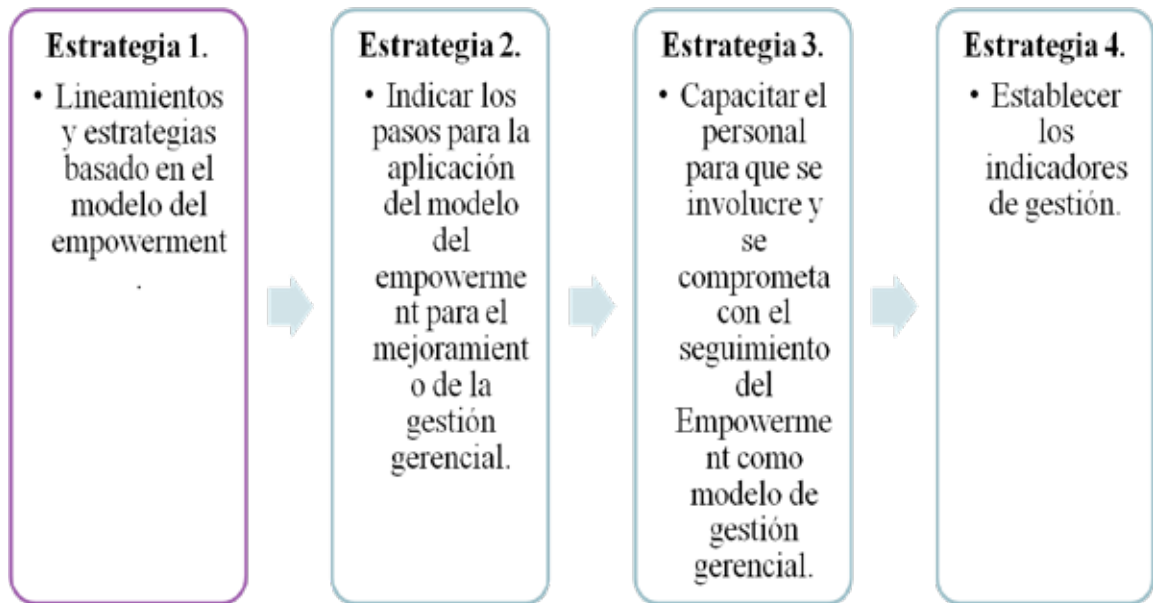 Estrategia 1.
• Lineamientos
y estrategias
basado en el
modelo del
empowerment
.
Estrategia 2.
• Indicar los
pasos para la
aplicación
del modelo
del
empowerme
nt para el
mejoramient
o de la
gestión
gerencial.
Estrategia 3.
• Capacitar el
personal
para que se
involucre y
se
comprometa
con el
seguimiento
del
Empowerme
nt como
modelo de
gestión
gerencial.
Estrategia 4.
• Establecer
los
indicadores
de gestión.